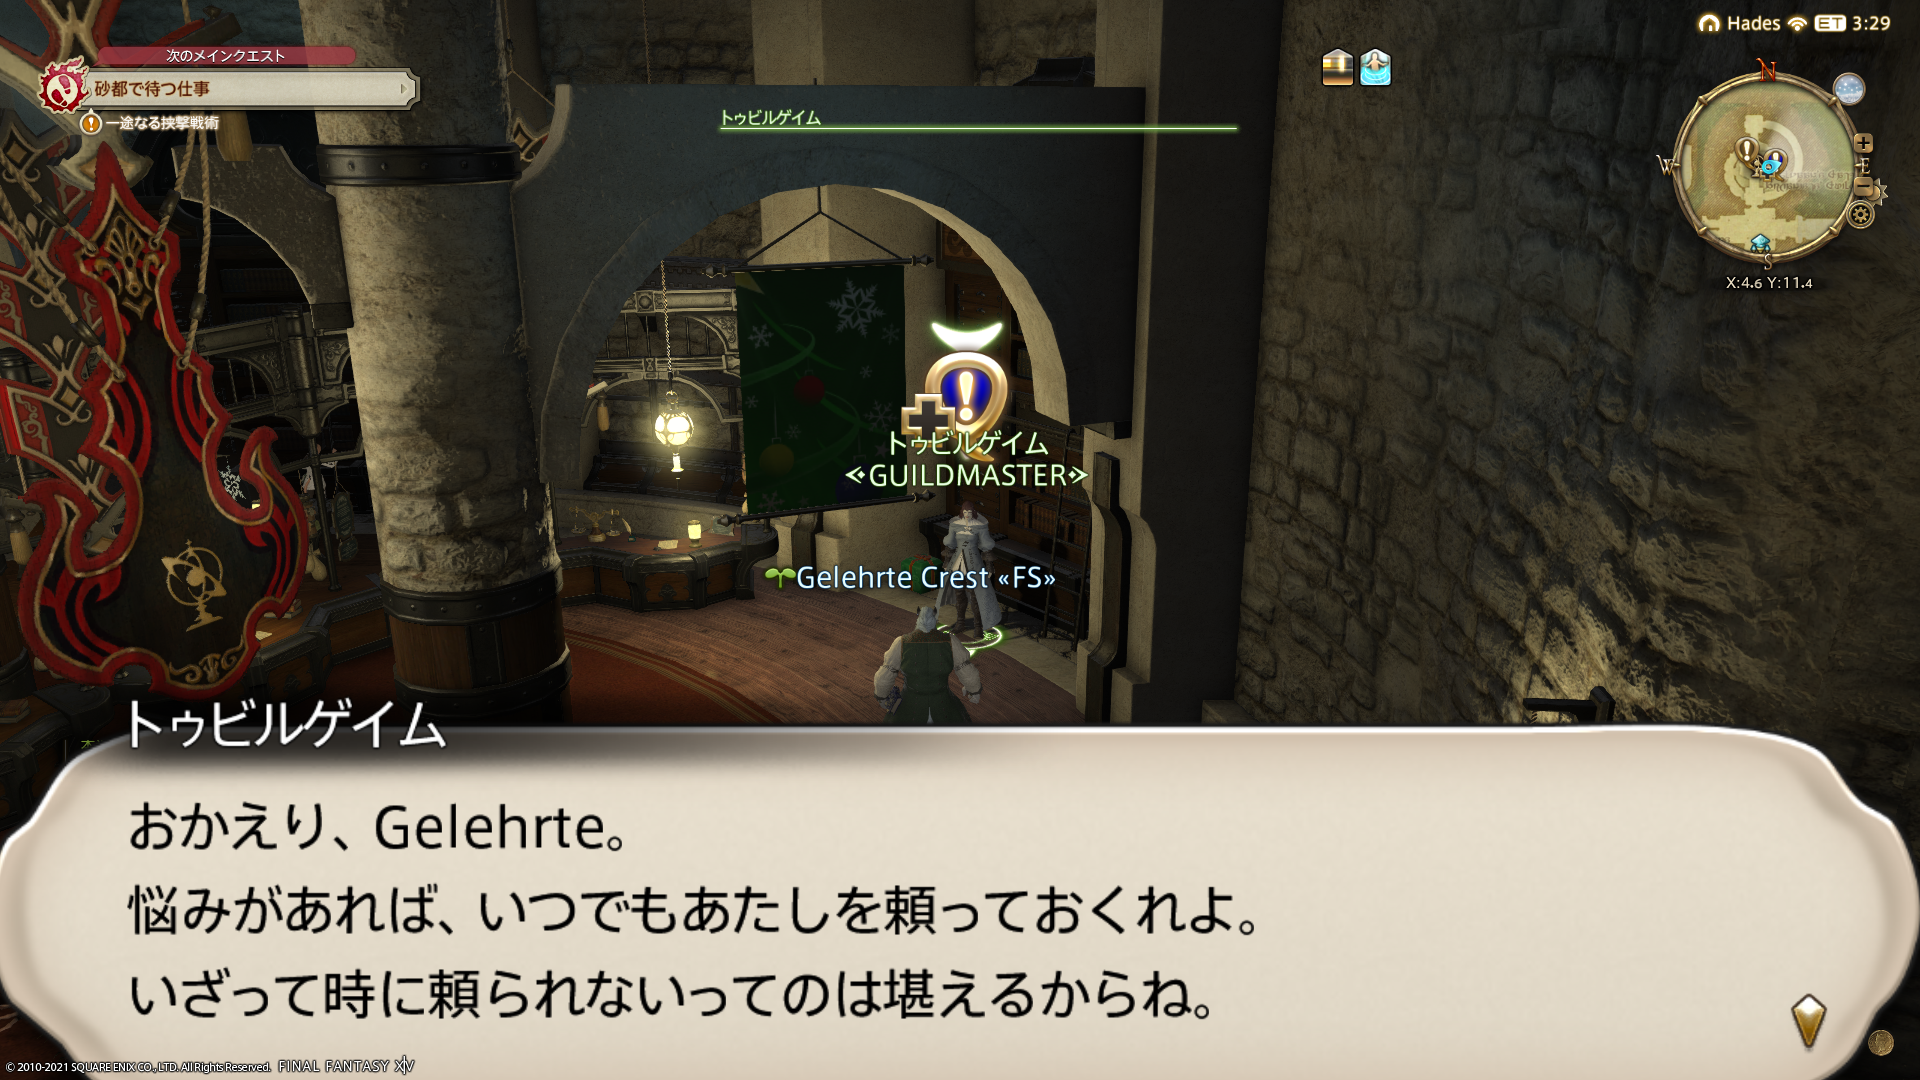 次のメインクエスト
砂都で待つ仕事
一途なる挟撃戦術
トゥビルゲイム
Hades ET 3:29
N
W
E
S
X:4.6 Y:11.4
トゥビルゲイム
GUILDMASTER
Gelehrte Crest «FS»
トゥビルゲイム
おかえり、Gelehrte。
悩みがあれば、いつでもあたしを頼っておくれよ。
いざって時に頼られないってのは堪えるからね。
© 2010-2021 SQUARE ENIX CO., LTD. All Rights Reserved. FINAL FANTASY XIV